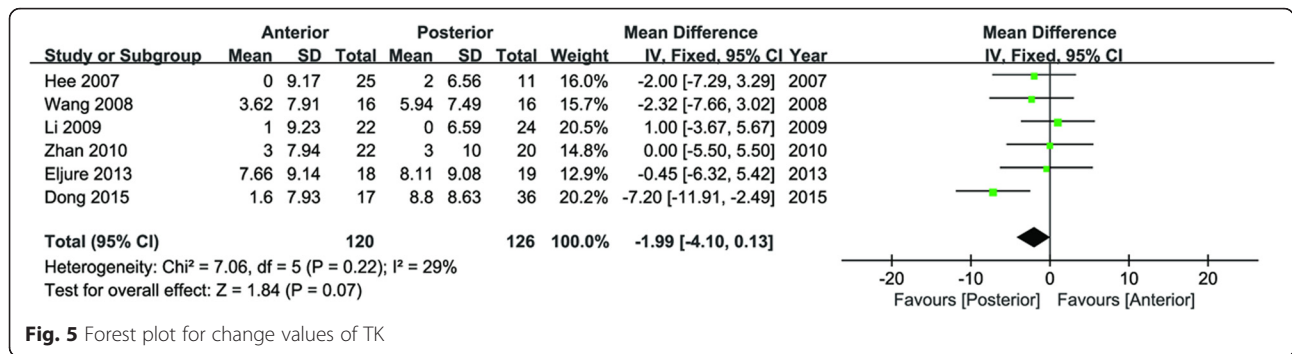 Anterior Posterior Mean Difference Mean Difference
Study or Subgroup Mean SD Total Mean SD Total Weight IV, Fixed, 95% CI Year IV, Fixed, 95% CI
Hee 2007 0 9.17 25 2 6.56 11 16.0% -2.00 [-7.29, 3.29] 2007
Wang 2008 3.62 7.91 16 5.94 7.49 16 15.7% -2.32 [-7.66, 3.02] 2008
Li 2009 1 9.23 22 0 6.59 24 20.5% 1.00 [-3.67, 5.67] 2009
Zhan 2010 3 7.94 22 3 10 20 14.8% 0.00 [-5.50, 5.50] 2010
Eljure 2013 7.66 9.14 18 8.11 9.08 19 12.9% -0.45 [-6.32, 5.42] 2013
Dong 2015 1.6 7.93 17 8.8 8.63 36 20.2% -7.20 [-11.91, -2.49] 2015
Total (95% CI) 120 126 100.0% -1.99 [-4.10, 0.13]
Heterogeneity: Chi² = 7.06, df = 5 (P = 0.22); I² = 29%
Test for overall effect: Z = 1.84 (P = 0.07)
-20 -10 0 10 20
Favours [Posterior] Favours [Anterior]
Fig. 5 Forest plot for change values of TK